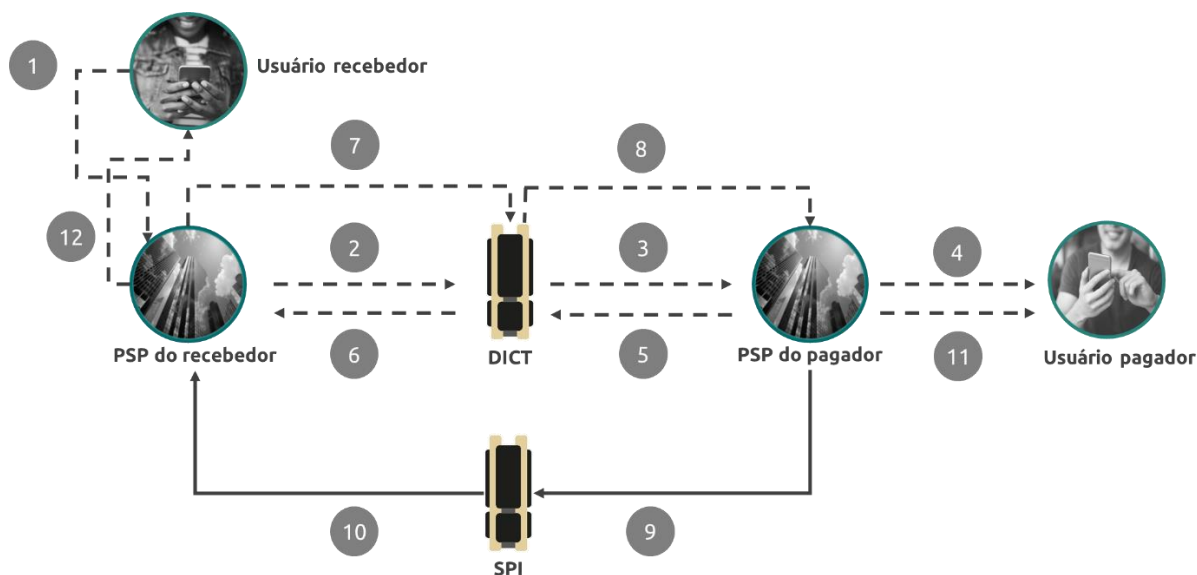 1
Usuário recebedor
7
8
12
2
3
4
PSP do recebedor
6
DICT
5
PSP do pagador
11
Usuário pagador
10
9
SPI